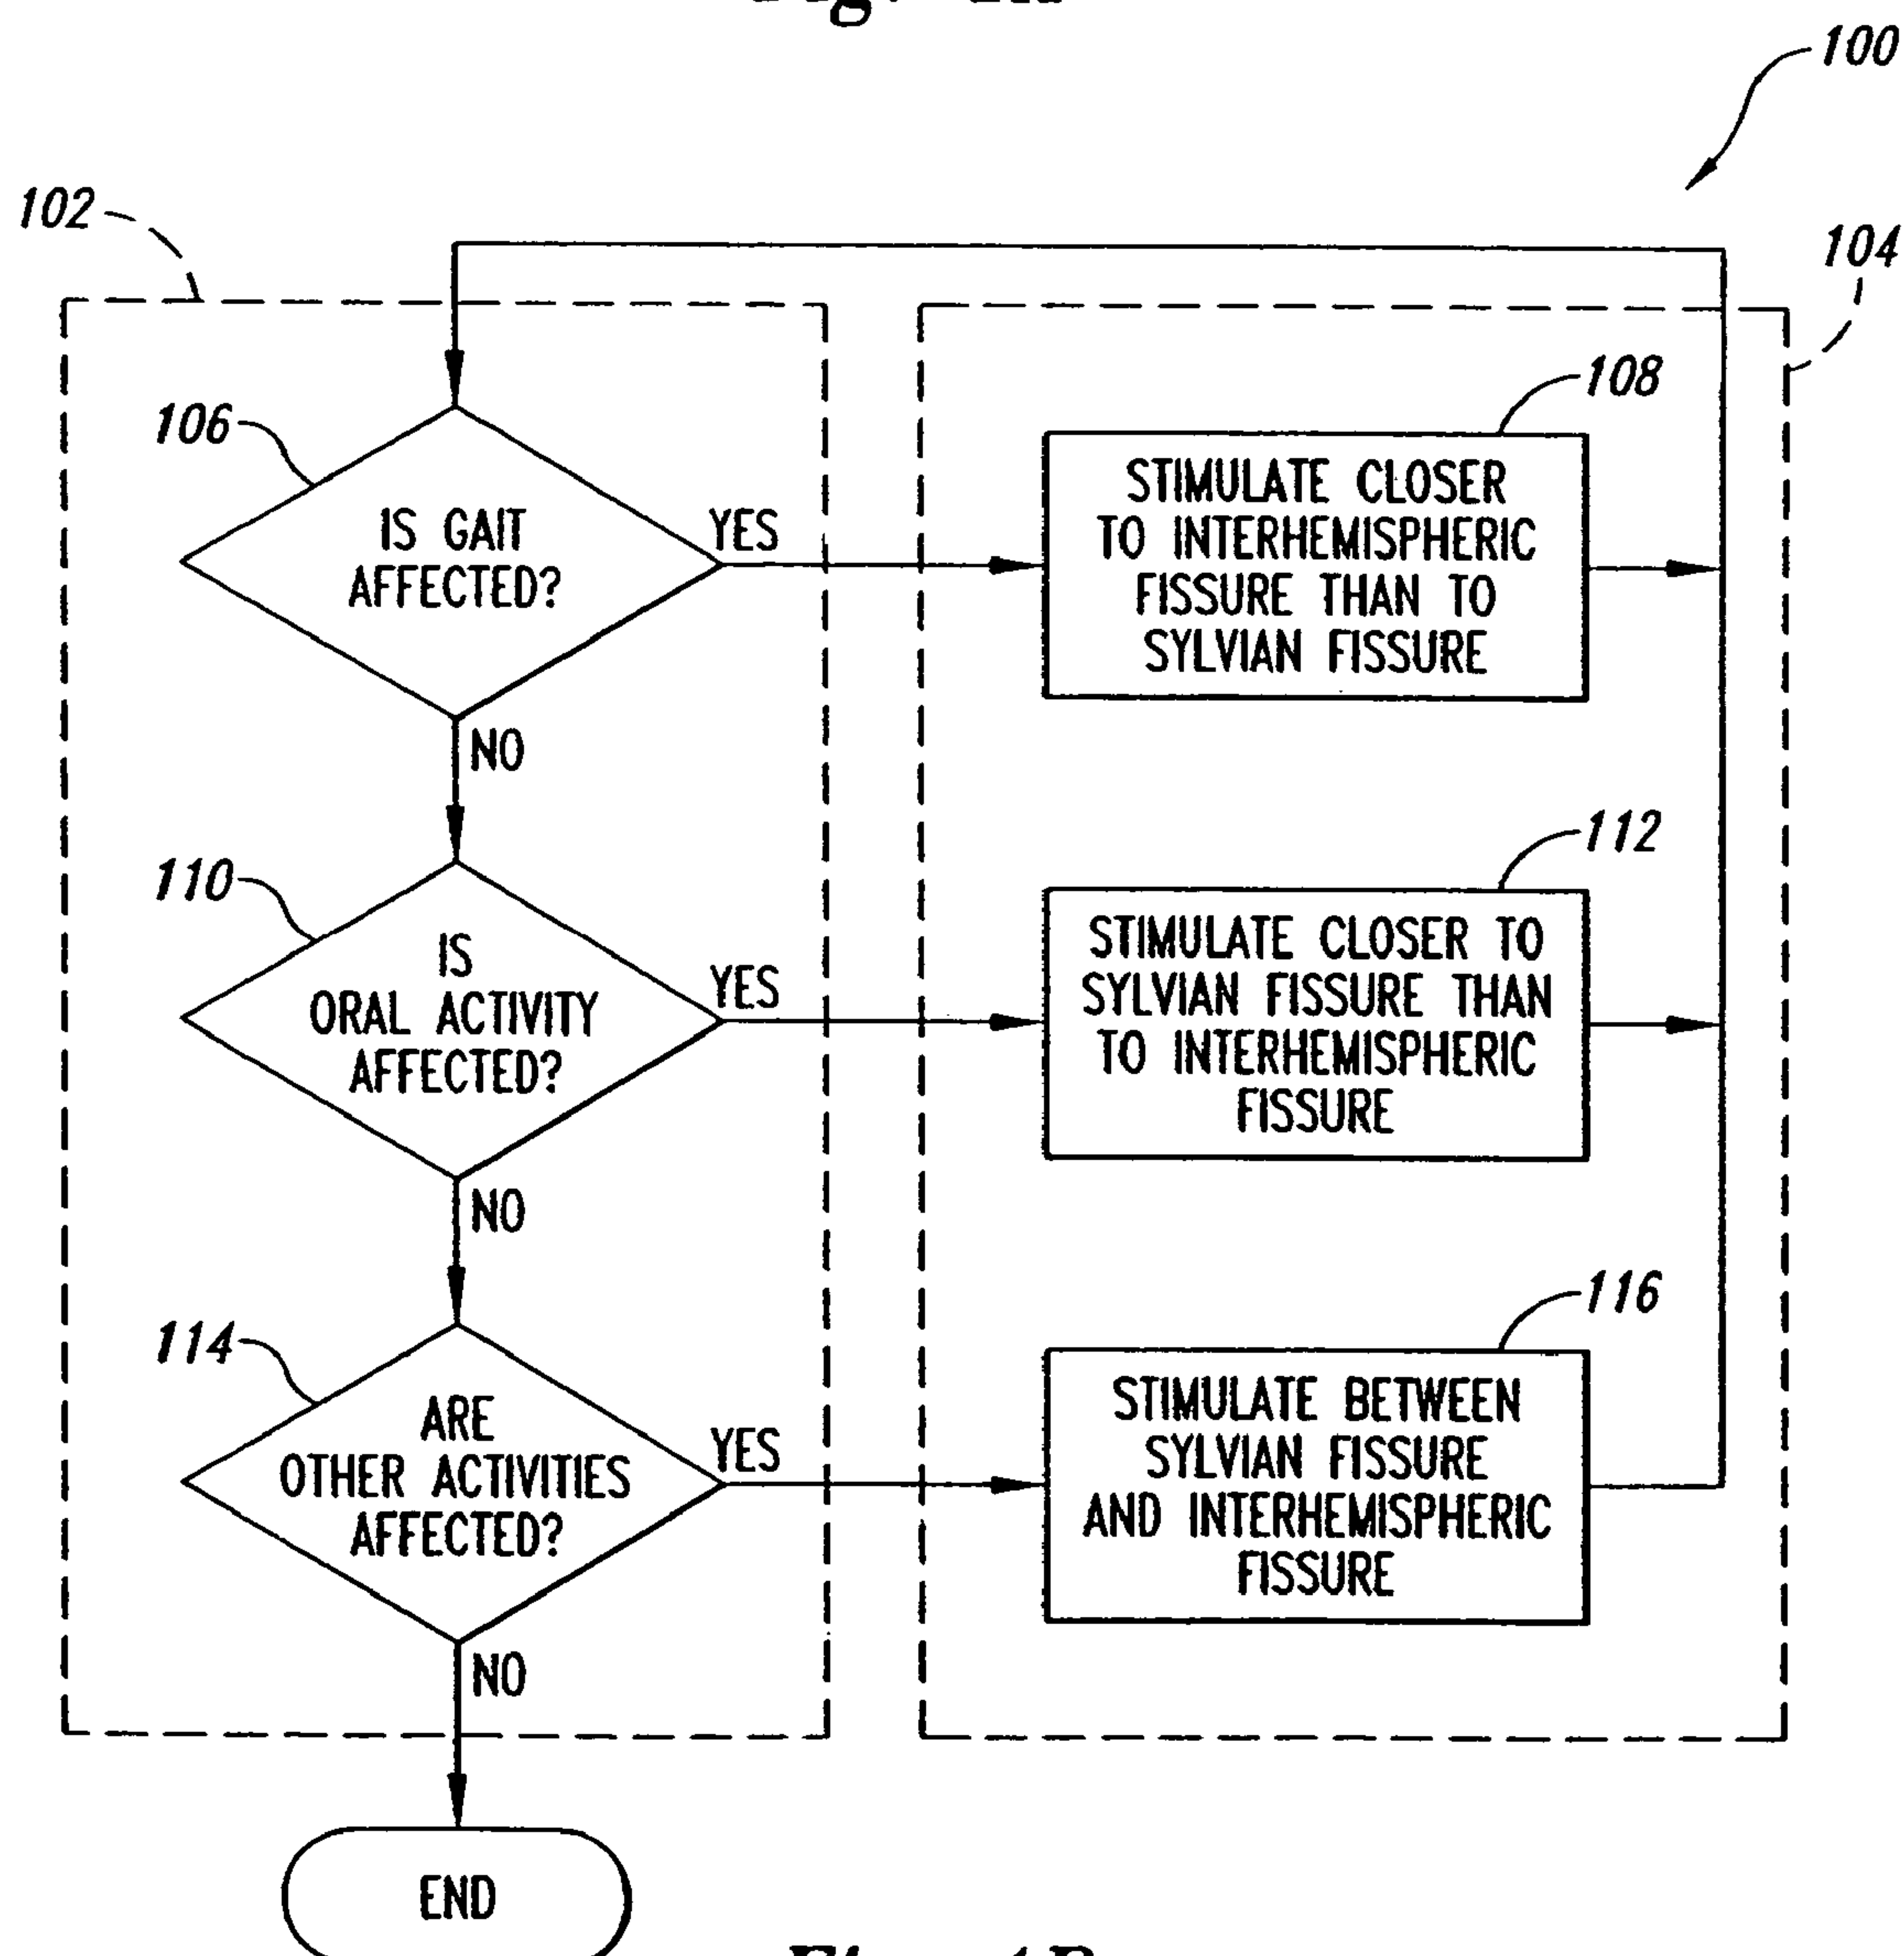 100
102
104
106
IS GAIT
AFFECTED?
YES
108
STIMULATE CLOSER
TO INTERHEMISPHERIC
FISSURE THAN TO
SYLVIAN FISSURE
NO
110
IS
ORAL ACTIVITY
AFFECTED?
YES
112
STIMULATE CLOSER TO
SYLVIAN FISSURE THAN
TO INTERHEMISPHERIC
FISSURE
NO
114
ARE
OTHER ACTIVITIES
AFFECTED?
YES
116
STIMULATE BETWEEN
SYLVIAN FISSURE
AND INTERHEMISPHERIC
FISSURE
NO
END